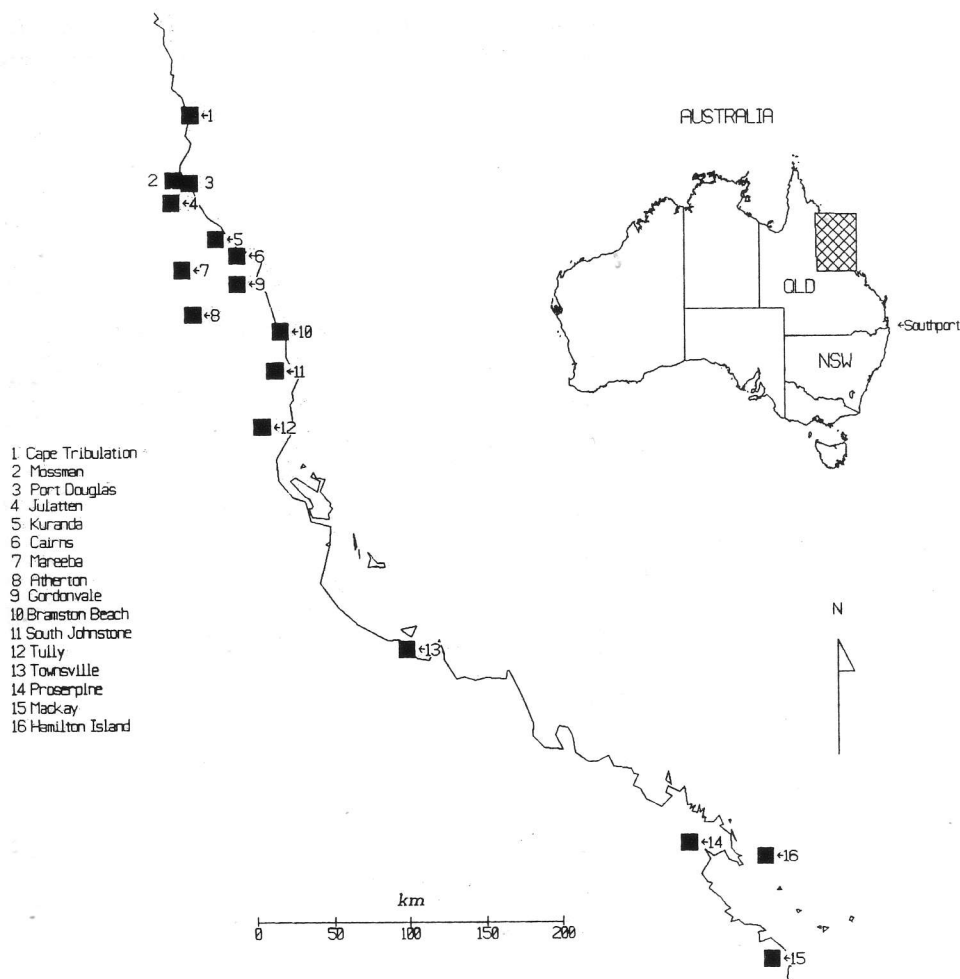 AUSTRALIA
←1
2
3
←4
←5
←6
←7
←9
←8
←10
←11
←12
QLD
←Southport
NSW
1 Cape Tribulation
2 Mossman
3 Port Douglas
4 Julatten
5 Kuranda
6 Cairns
7 Mareeba
8 Atherton
9 Gordonvale
10 Bramston Beach
11 South Johnstone
12 Tully
13 Townsville
14 Proserpine
15 Mackay
16 Hamilton Island
N
←13
←14
←16
km
0 50 100 150 200
←15